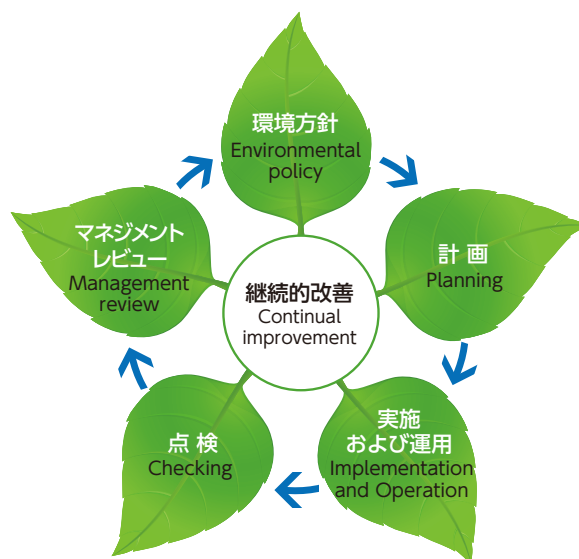 環境方針
Environmental
policy
計 画
Planning
実施
および運用
Implementation
and Operation
点 検
Checking
マネジメント
レビュー
Management
review
継続的改善
Continual
improvement